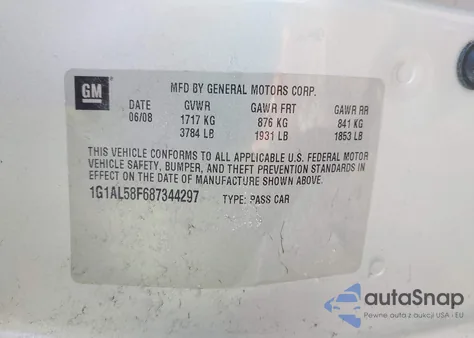 GM
MFD BY GENERAL MOTORS CORP.
DATE GVWR GAWR FRT GAWR RR
06/08 1717 KG 876 KG 841 KG
3784 LB 1931 LB 1853 LB
THIS VEHICLE CONFORMS TO ALL APPLICABLE U.S. FEDERAL MOTOR
VEHICLE SAFETY, BUMPER, AND THEFT PREVENTION STANDARDS IN
EFFECT ON THE DATE OF MANUFACTURE SHOWN ABOVE.
1G1AL58F687344297 TYPE: PASS CAR
autoSnap
Pewne auta z aukcji USA - EU